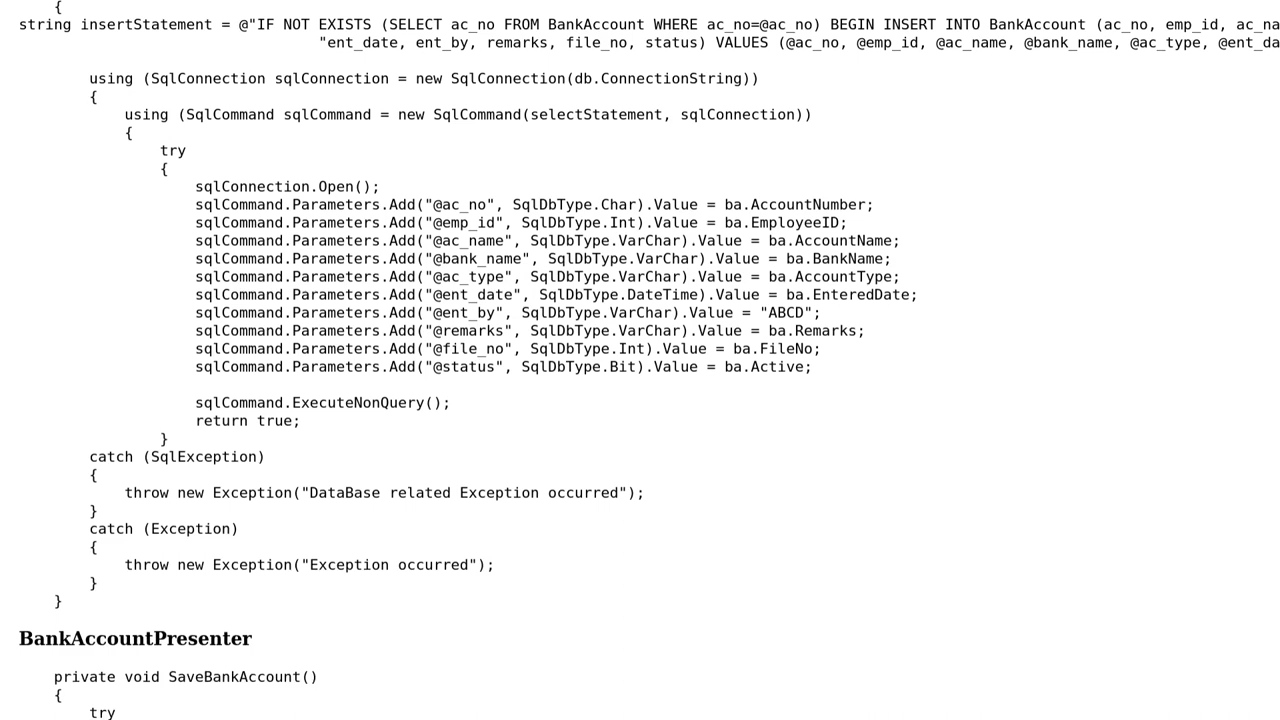 {
string insertStatement = @"IF NOT EXISTS (SELECT ac_no FROM BankAccount WHERE ac_no=@ac_no) BEGIN INSERT INTO BankAccount (ac_no, emp_id, ac_na
"ent_date, ent_by, remarks, file_no, status) VALUES (@ac_no, @emp_id, @ac_name, @bank_name, @ac_type, @ent_da
using (SqlConnection sqlConnection = new SqlConnection(db.ConnectionString))
{
using (SqlCommand sqlCommand = new SqlCommand(selectStatement, sqlConnection))
{
try
{
sqlConnection.Open();
sqlCommand.Parameters.Add("@ac_no", SqlDbType.Char).Value = ba.AccountNumber;
sqlCommand.Parameters.Add("@emp_id", SqlDbType.Int).Value = ba.EmployeeID;
sqlCommand.Parameters.Add("@ac_name", SqlDbType.VarChar).Value = ba.AccountName;
sqlCommand.Parameters.Add("@bank_name", SqlDbType.VarChar).Value = ba.BankName;
sqlCommand.Parameters.Add("@ac_type", SqlDbType.VarChar).Value = ba.AccountType;
sqlCommand.Parameters.Add("@ent_date", SqlDbType.DateTime).Value = ba.EnteredDate;
sqlCommand.Parameters.Add("@ent_by", SqlDbType.VarChar).Value = "ABCD";
sqlCommand.Parameters.Add("@remarks", SqlDbType.VarChar).Value = ba.Remarks;
sqlCommand.Parameters.Add("@file_no", SqlDbType.Int).Value = ba.FileNo;
sqlCommand.Parameters.Add("@status", SqlDbType.Bit).Value = ba.Active;
sqlCommand.ExecuteNonQuery();
return true;
}
catch (SqlException)
{
throw new Exception("DataBase related Exception occurred");
}
catch (Exception)
{
throw new Exception("Exception occurred");
}
}
BankAccountPresenter
private void SaveBankAccount()
{
try